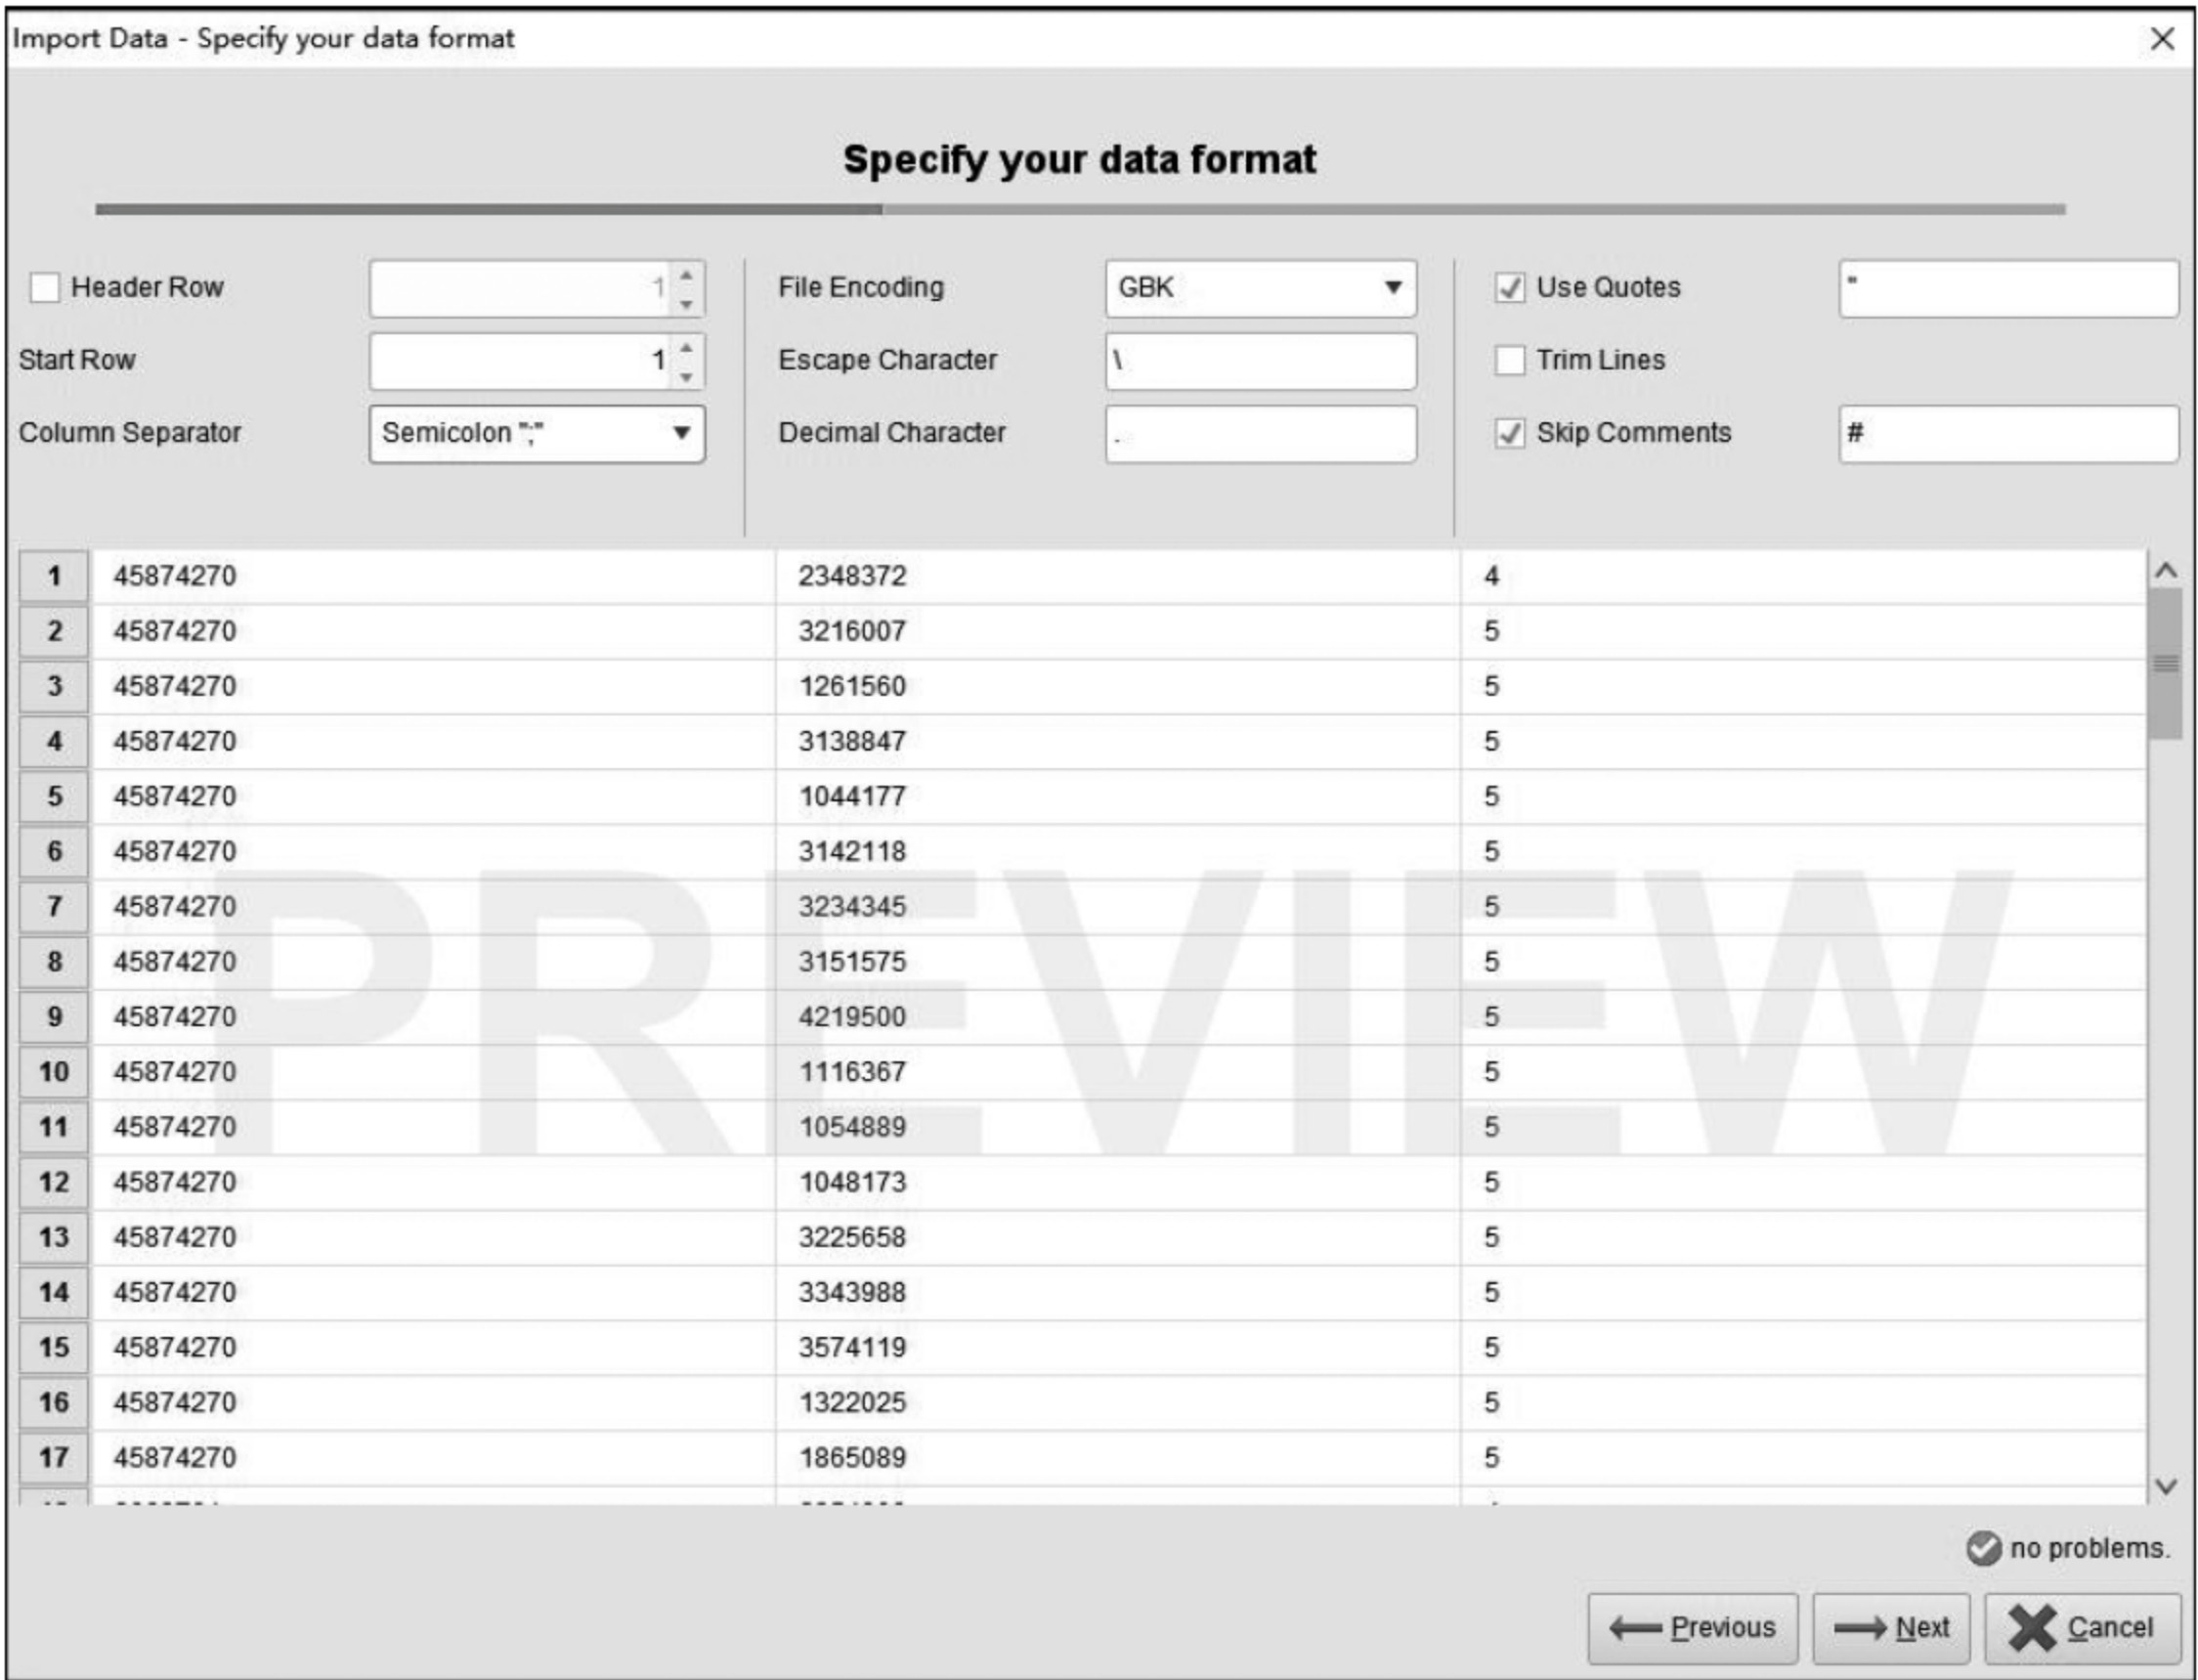 Import Data - Specify your data format
Specify your data format
Header Row 1 File Encoding GBK Use Quotes "
Start Row 1 Escape Character \ Trim Lines
Column Separator Semicolon ";" Decimal Character . Skip Comments #
1 45874270 2348372 4
2 45874270 3216007 5
3 45874270 1261560 5
4 45874270 3138847 5
5 45874270 1044177 5
6 45874270 3142118 5
7 45874270 3234345 5
8 45874270 3151575 5
9 45874270 4219500 5
10 45874270 1116367 5
11 45874270 1054889 5
12 45874270 1048173 5
13 45874270 3225658 5
14 45874270 3343988 5
15 45874270 3574119 5
16 45874270 1322025 5
17 45874270 1865089 5
PREVIEW
no problems.
Previous Next Cancel